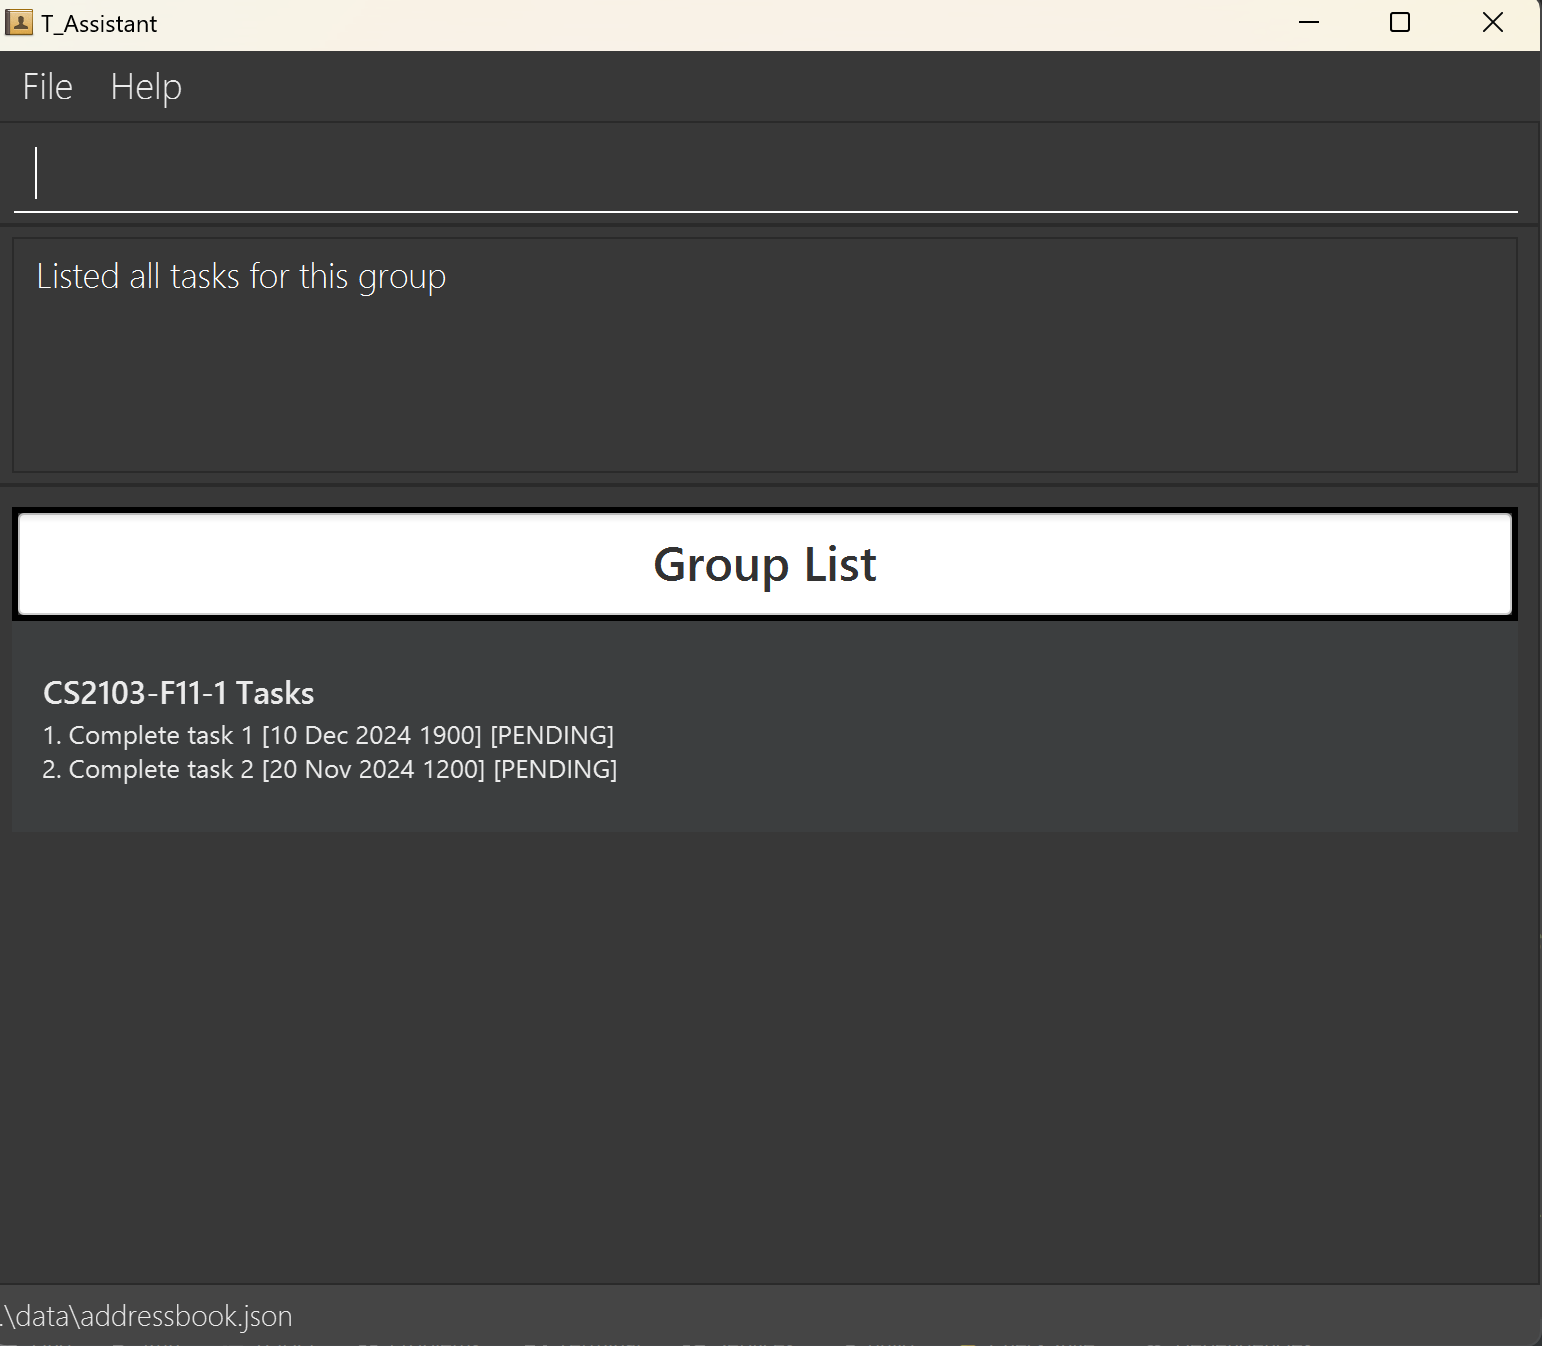 T_Assistant
File Help
Listed all tasks for this group
Group List
CS2103-F11-1 Tasks
1. Complete task 1 [10 Dec 2024 1900] [PENDING]
2. Complete task 2 [20 Nov 2024 1200] [PENDING]
.\data\addressbook.json